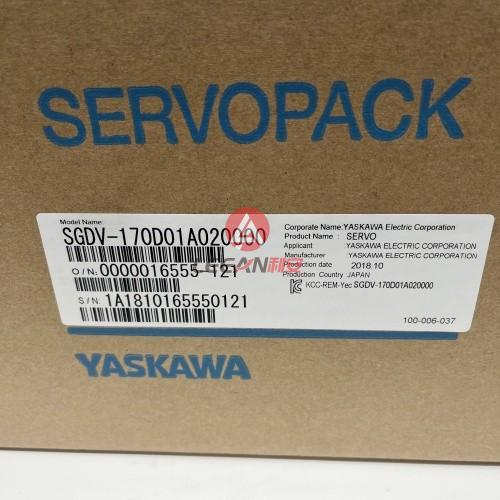 SERVOPACK
Model Name
SGDV-170D01A020000
O/N:0000016555-121
S/N:1A1810165550121
Corporate Name:YASKAWA Electric Corporation
Product Name : SERVO
Applicant :YASKAWA ELECTRIC CORPORATION
Manufacturer :YASKAWA ELECTRIC CORPORATION
Production date : 2018.10
Production Country : JAPAN
KCC-REM-Yec-SGDV-170D01A020000
100-006-037
YASKAWA